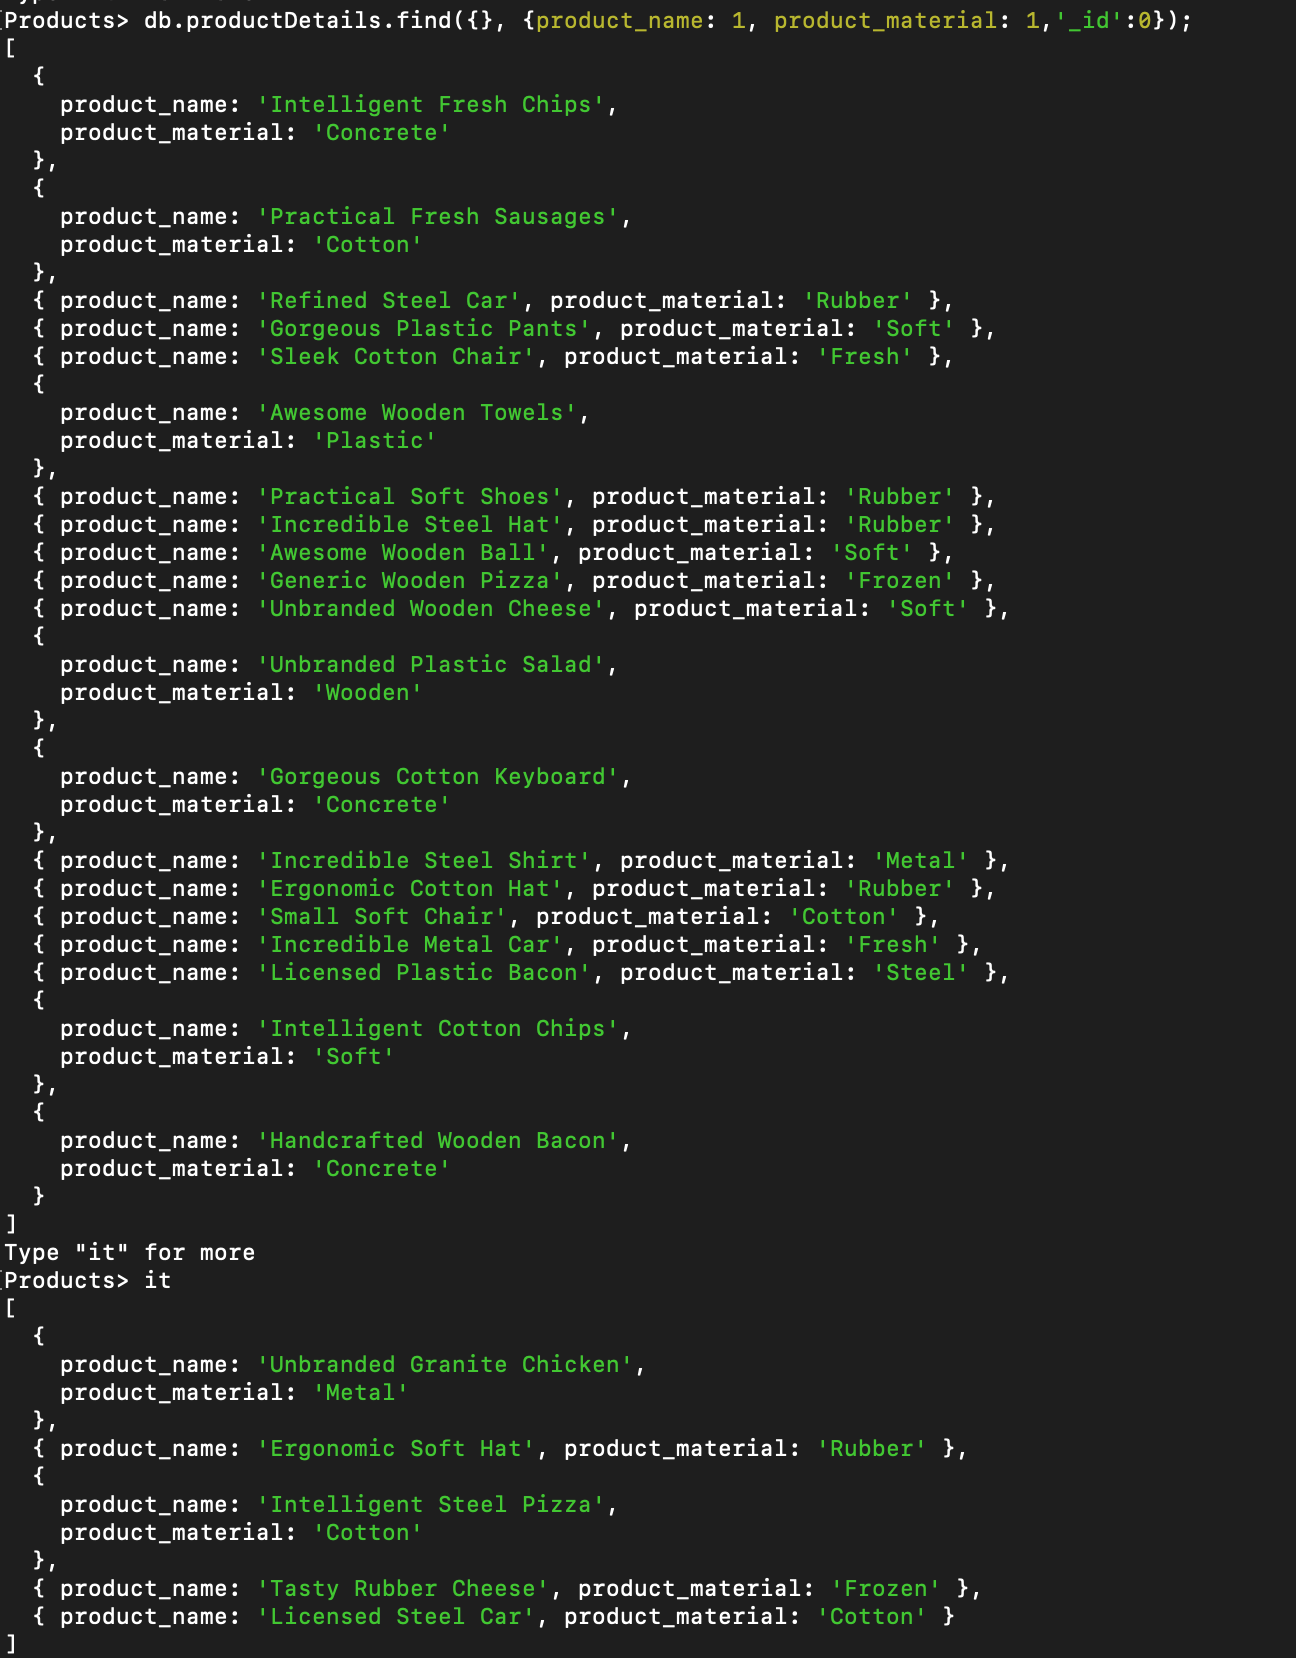 Products> db.productDetails.find({}, {product_name: 1, product_material: 1,'_id':0});
[
  {
    product_name: 'Intelligent Fresh Chips',
    product_material: 'Concrete'
  },
  {
    product_name: 'Practical Fresh Sausages',
    product_material: 'Cotton'
  },
  { product_name: 'Refined Steel Car', product_material: 'Rubber' },
  { product_name: 'Gorgeous Plastic Pants', product_material: 'Soft' },
  { product_name: 'Sleek Cotton Chair', product_material: 'Fresh' },
  {
    product_name: 'Awesome Wooden Towels',
    product_material: 'Plastic'
  },
  { product_name: 'Practical Soft Shoes', product_material: 'Rubber' },
  { product_name: 'Incredible Steel Hat', product_material: 'Rubber' },
  { product_name: 'Awesome Wooden Ball', product_material: 'Soft' },
  { product_name: 'Generic Wooden Pizza', product_material: 'Frozen' },
  { product_name: 'Unbranded Wooden Cheese', product_material: 'Soft' },
  {
    product_name: 'Unbranded Plastic Salad',
    product_material: 'Wooden'
  },
  {
    product_name: 'Gorgeous Cotton Keyboard',
    product_material: 'Concrete'
  },
  { product_name: 'Incredible Steel Shirt', product_material: 'Metal' },
  { product_name: 'Ergonomic Cotton Hat', product_material: 'Rubber' },
  { product_name: 'Small Soft Chair', product_material: 'Cotton' },
  { product_name: 'Incredible Metal Car', product_material: 'Fresh' },
  { product_name: 'Licensed Plastic Bacon', product_material: 'Steel' },
  {
    product_name: 'Intelligent Cotton Chips',
    product_material: 'Soft'
  },
  {
    product_name: 'Handcrafted Wooden Bacon',
    product_material: 'Concrete'
  }
]
Type "it" for more
Products> it
[
  {
    product_name: 'Unbranded Granite Chicken',
    product_material: 'Metal'
  },
  { product_name: 'Ergonomic Soft Hat', product_material: 'Rubber' },
  {
    product_name: 'Intelligent Steel Pizza',
    product_material: 'Cotton'
  },
  { product_name: 'Tasty Rubber Cheese', product_material: 'Frozen' },
  { product_name: 'Licensed Steel Car', product_material: 'Cotton' }
]